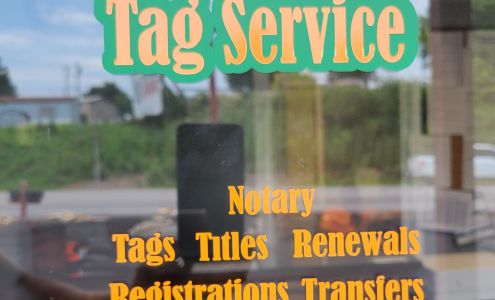 Tag Service
Notary
Tags Titles Renewals
Registrations Transfers